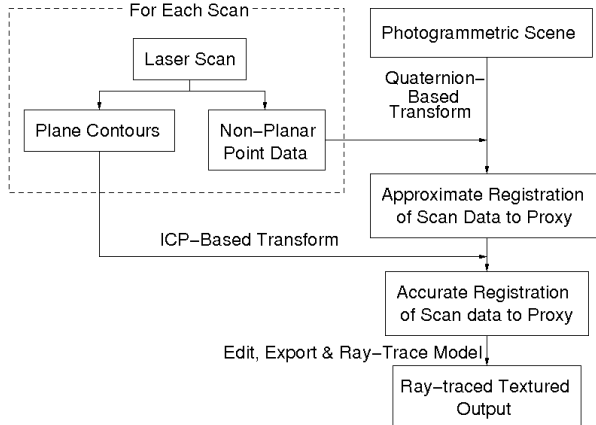 For Each Scan
Laser Scan
Plane Contours
Non-Planar
Point Data
Photogrammetric Scene
Quaternion-
Based
Transform
Approximate Registration
of Scan Data to Proxy
ICP-Based Transform
Accurate Registration
of Scan data to Proxy
Edit, Export & Ray-Trace Model
Ray-traced Textured
Output